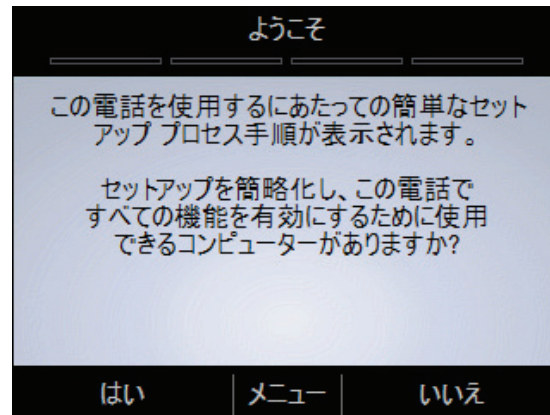 ようこそ
この電話を使用するにあたっての簡単なセット
アップ プロセス手順が表示されます。
セットアップを簡略化し、この電話で
すべての機能を有効にするために使用
できるコンピューターがありますか?
はい メニュー いいえ